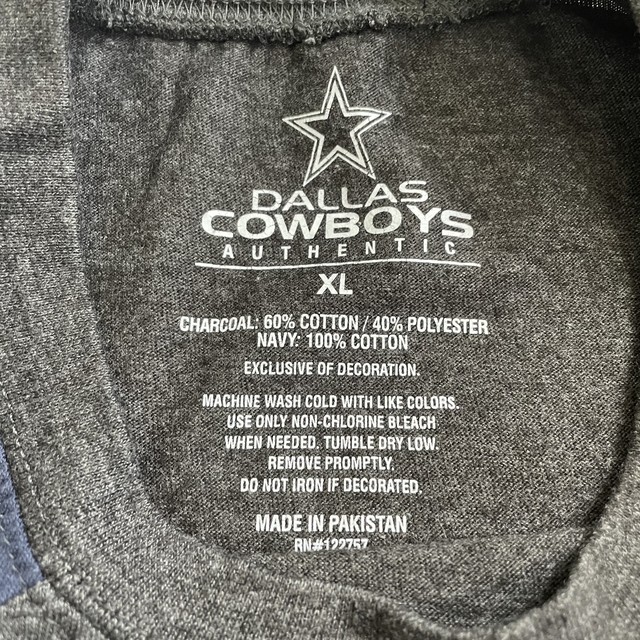 DALLAS
COWBOYS
AUTHENTIC
XL
CHARCOAL: 60% COTTON / 40% POLYESTER
NAVY: 100% COTTON
EXCLUSIVE OF DECORATION.
MACHINE WASH COLD WITH LIKE COLORS.
USE ONLY NON-CHLORINE BLEACH
WHEN NEEDED. TUMBLE DRY LOW.
REMOVE PROMPTLY.
DO NOT IRON IF DECORATED.
MADE IN PAKISTAN
RN#122757